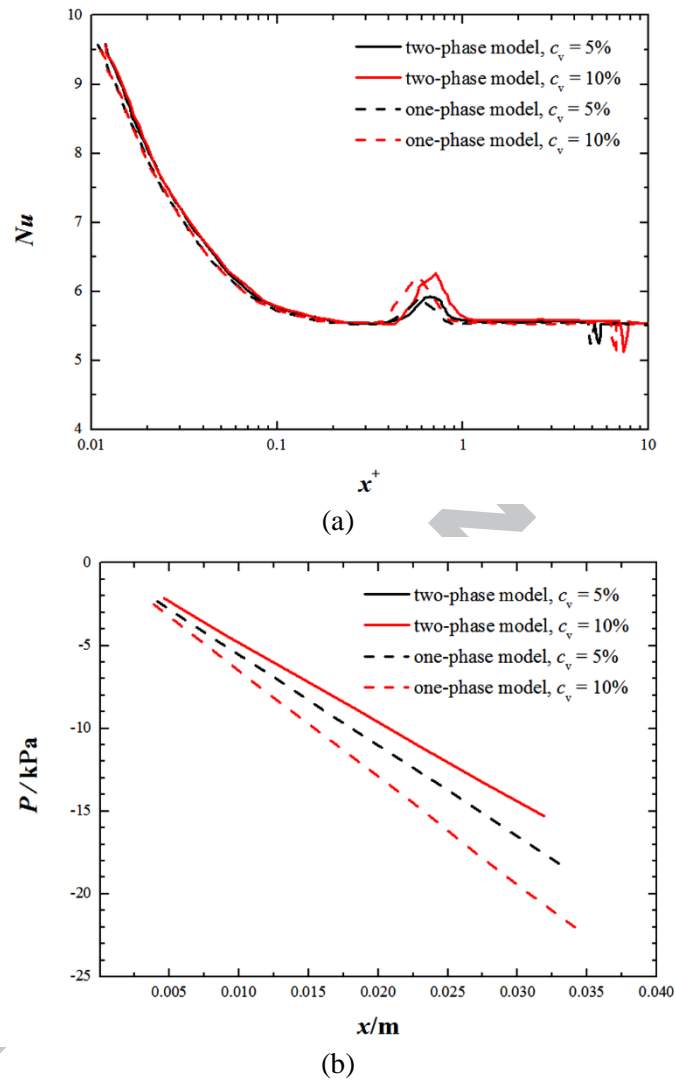 10
two-phase model, cv = 5%
two-phase model, cv = 10%
9
one-phase model, cv = 5%
one-phase model, cv = 10%
8
Nu
7
6
5
4
0.01 0.1 1 10
x+
(a)
0
two-phase model, cv = 5%
two-phase model, cv = 10%
-5
one-phase model, cv = 5%
one-phase model, cv = 10%
P / kPa
-10
-15
-20
-25
0.005 0.010 0.015 0.020 0.025 0.030 0.035 0.040
x/m
(b)